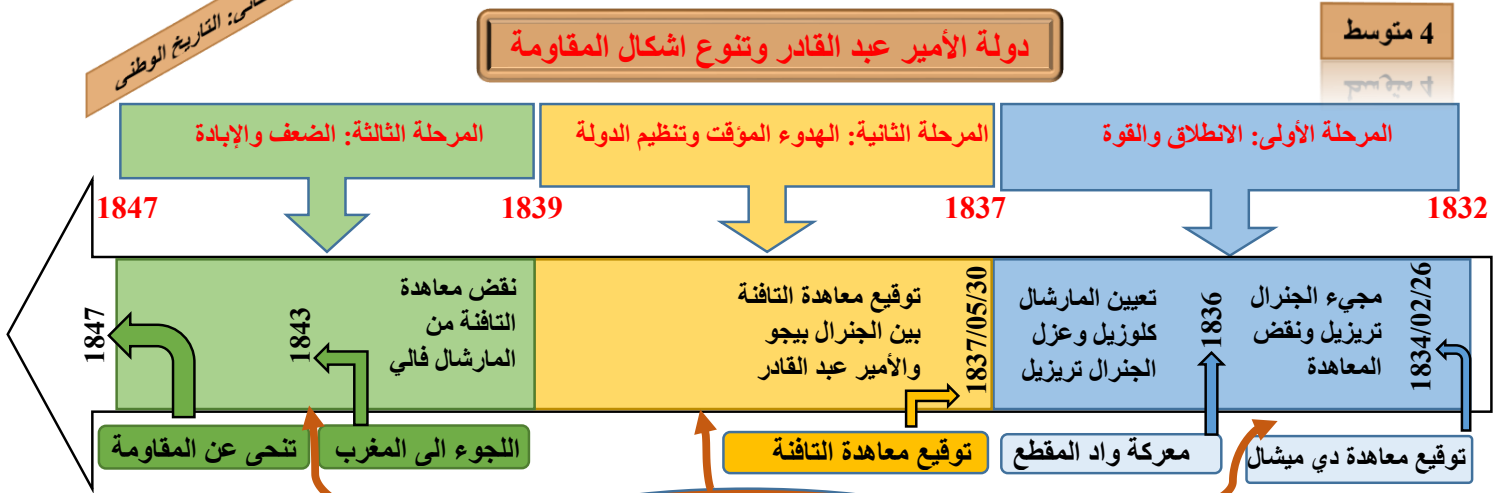 4 متوسط
دولة الأمير عبد القادر وتنوع اشكال المقاومة
التاريخ الوطني
المرحلة الأولى: الانطلاق والقوة
المرحلة الثانية: الهدوء المؤقت وتنظيم الدولة
المرحلة الثالثة: الضعف والإبادة
1832
1837
1839
1847
1834/02/26
مجيء الجنرال
تريزيل ونقض
المعاهدة
1836
تعيين المارشال
كلوزيل وعزل
الجنرال تريزيل
1837/05/30
توقيع معاهدة التافنة
بين الجنرال بيجو
والأمير عبد القادر
نقض معاهدة
التافنة من
المارشال فالي
1843
1847
توقيع معاهدة دي ميشال
معركة واد المقطع
توقيع معاهدة التافنة
اللجوء الى المغرب
تنحى عن المقاومة